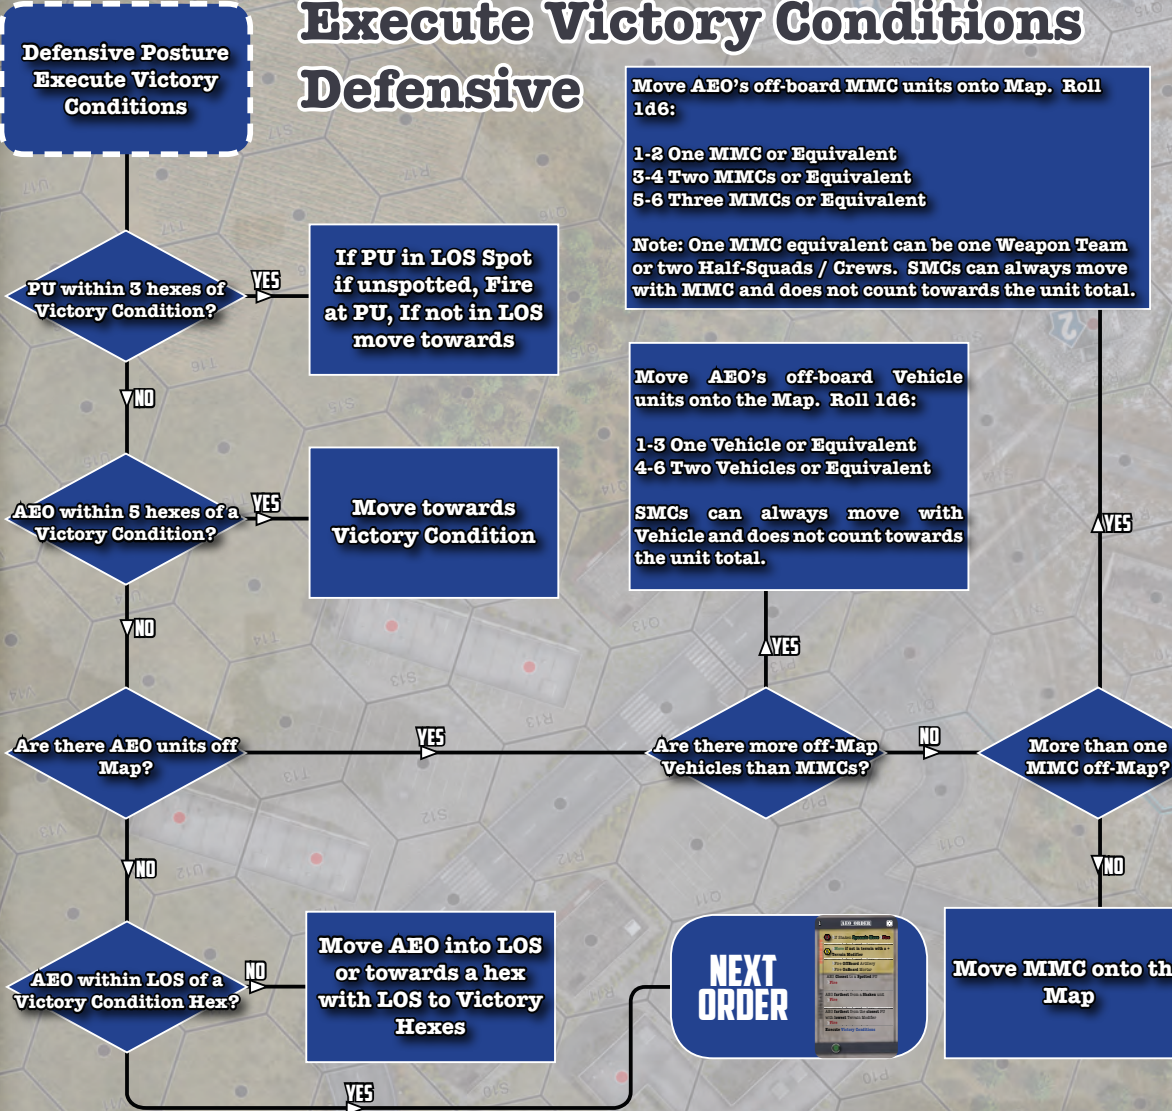 Execute Victory Conditions
Defensive
Defensive Posture
Execute Victory
Conditions
Move AEO's off-board MMC units onto Map. Roll
1d6:
1-2 One MMC or Equivalent
3-4 Two MMCs or Equivalent
5-6 Three MMCs or Equivalent
Note: One MMC equivalent can be one Weapon Team
or two Half-Squads / Crews. SMCs can always move
with MMC and does not count towards the unit total.
PU within 3 hexes of
Victory Condition?
YES
If PU in LOS Spot
if unspotted, Fire
at PU, If not in LOS
move towards
NO
Move AEO's off-board Vehicle
units onto the Map. Roll 1d6:
1-3 One Vehicle or Equivalent
4-6 Two Vehicles or Equivalent
SMCs can always move with
Vehicle and does not count towards
the unit total.
AEO within 5 hexes of a
Victory Condition?
YES
Move towards
Victory Condition
YES
NO
YES
Are there AEO units off
Map?
YES
Are there more off-Map
Vehicles than MMCs?
NO
More than one
MMC off-Map?
NO
NO
AEO within LOS of a
Victory Condition Hex?
NO
Move AEO into LOS
or towards a hex
with LOS to Victory
Hexes
NEXT
ORDER
AEO ORDER
Move MMC onto th
Map
YES